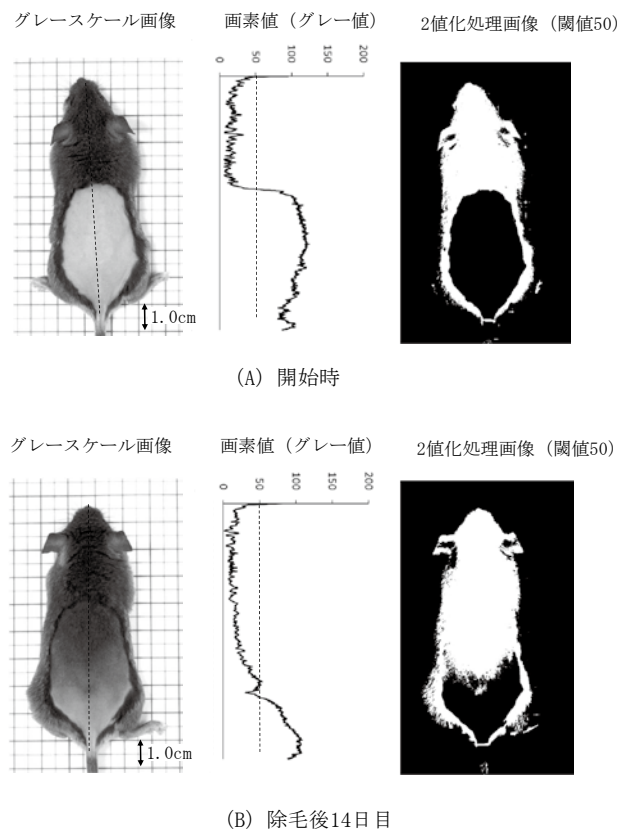 グレースケール画像
画素値 (グレー値)
2値化処理画像 (閾値50)
0
50
100
150
200
1.0cm
(A) 開始時
グレースケール画像
画素値 (グレー値)
2値化処理画像 (閾値50)
0
50
100
150
200
1.0cm
(B) 除毛後14日目